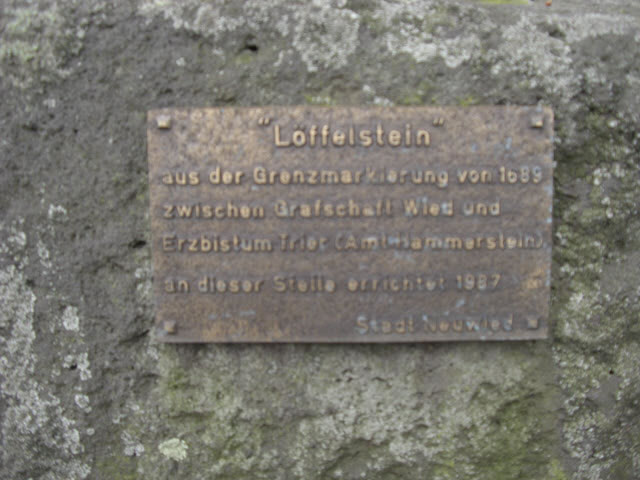 "Löffelstein"
aus der Grenzmarkierung von 1689
zwischen Grafschaft Wied und
Erzbistum Trier (Amt Hammerstein).
an dieser Stelle errichtet 1987
Stadt Neuwied